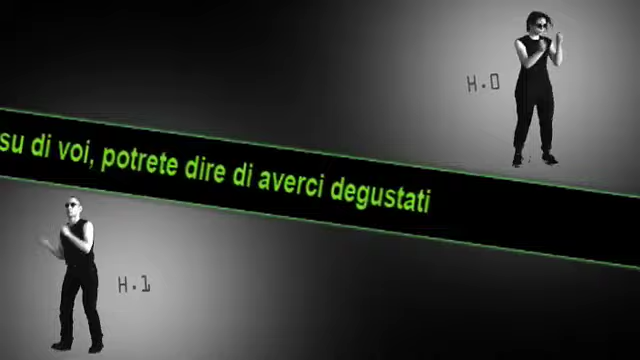 H.0
su di voi, potrete dire di averci degustati
H.1